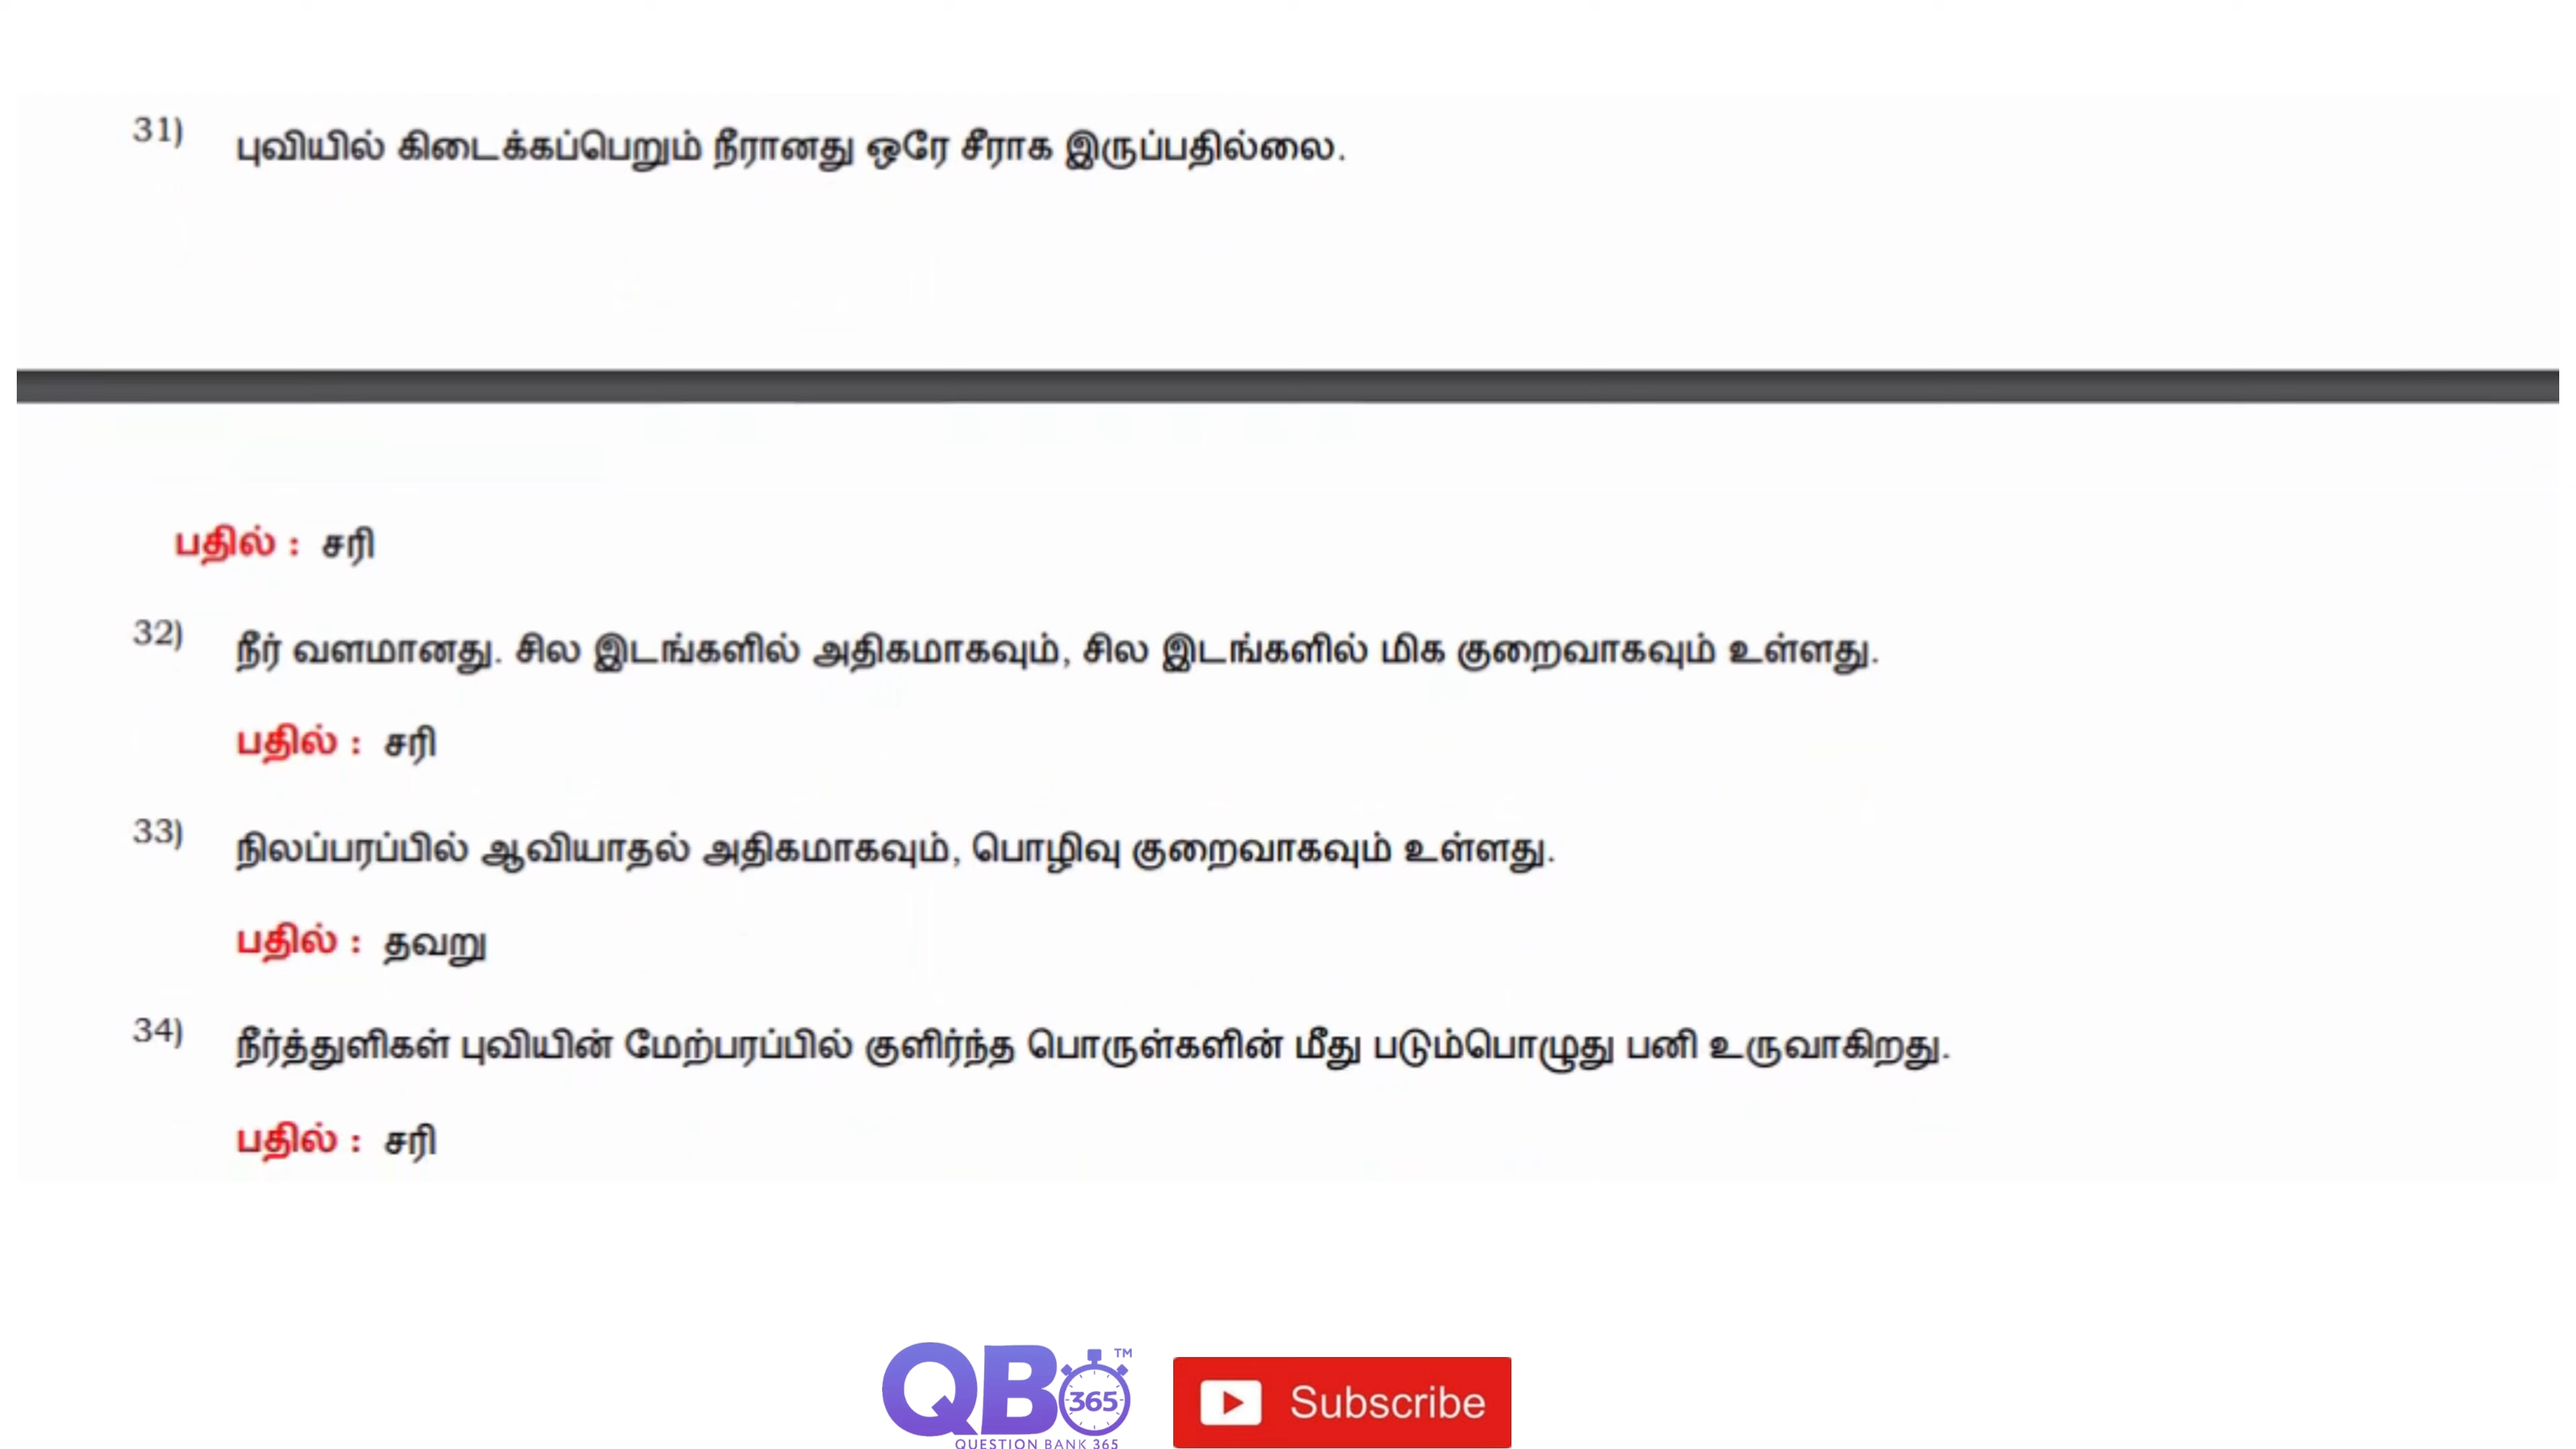 31) புவியில் கிடைக்கப்பெறும் நீரானது ஒரே சீராக இருப்பதில்லை.
பதில் : சரி
32) நீர் வளமானது. சில இடங்களில் அதிகமாகவும், சில இடங்களில் மிக குறைவாகவும் உள்ளது.
பதில் : சரி
33) நிலப்பரப்பில் ஆவியாதல் அதிகமாகவும், பொழிவு குறைவாகவும் உள்ளது.
பதில் : தவறு
34) நீர்த்துளிகள் புவியின் மேற்பரப்பில் குளிர்ந்த பொருள்களின் மீது படும்பொழுது பனி உருவாகிறது.
பதில் : சரி
QB 365 ™
QUESTION BANK 365
Subscribe